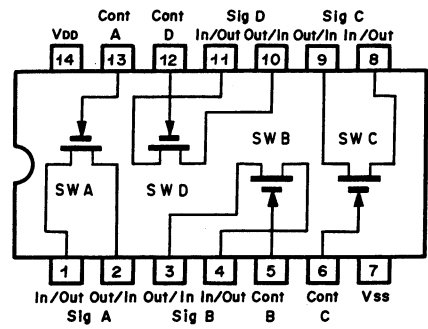 Cont Cont Sig D Sig C
VDD A D In/Out Out/In Out/In In/Out
14 13 12 11 10 9 8
SW B SW C
SW A SW D
1 2 3 4 5 6 7
In/Out Out/In Out/In In/Out Cont Cont Vss
Sig A Sig B B C